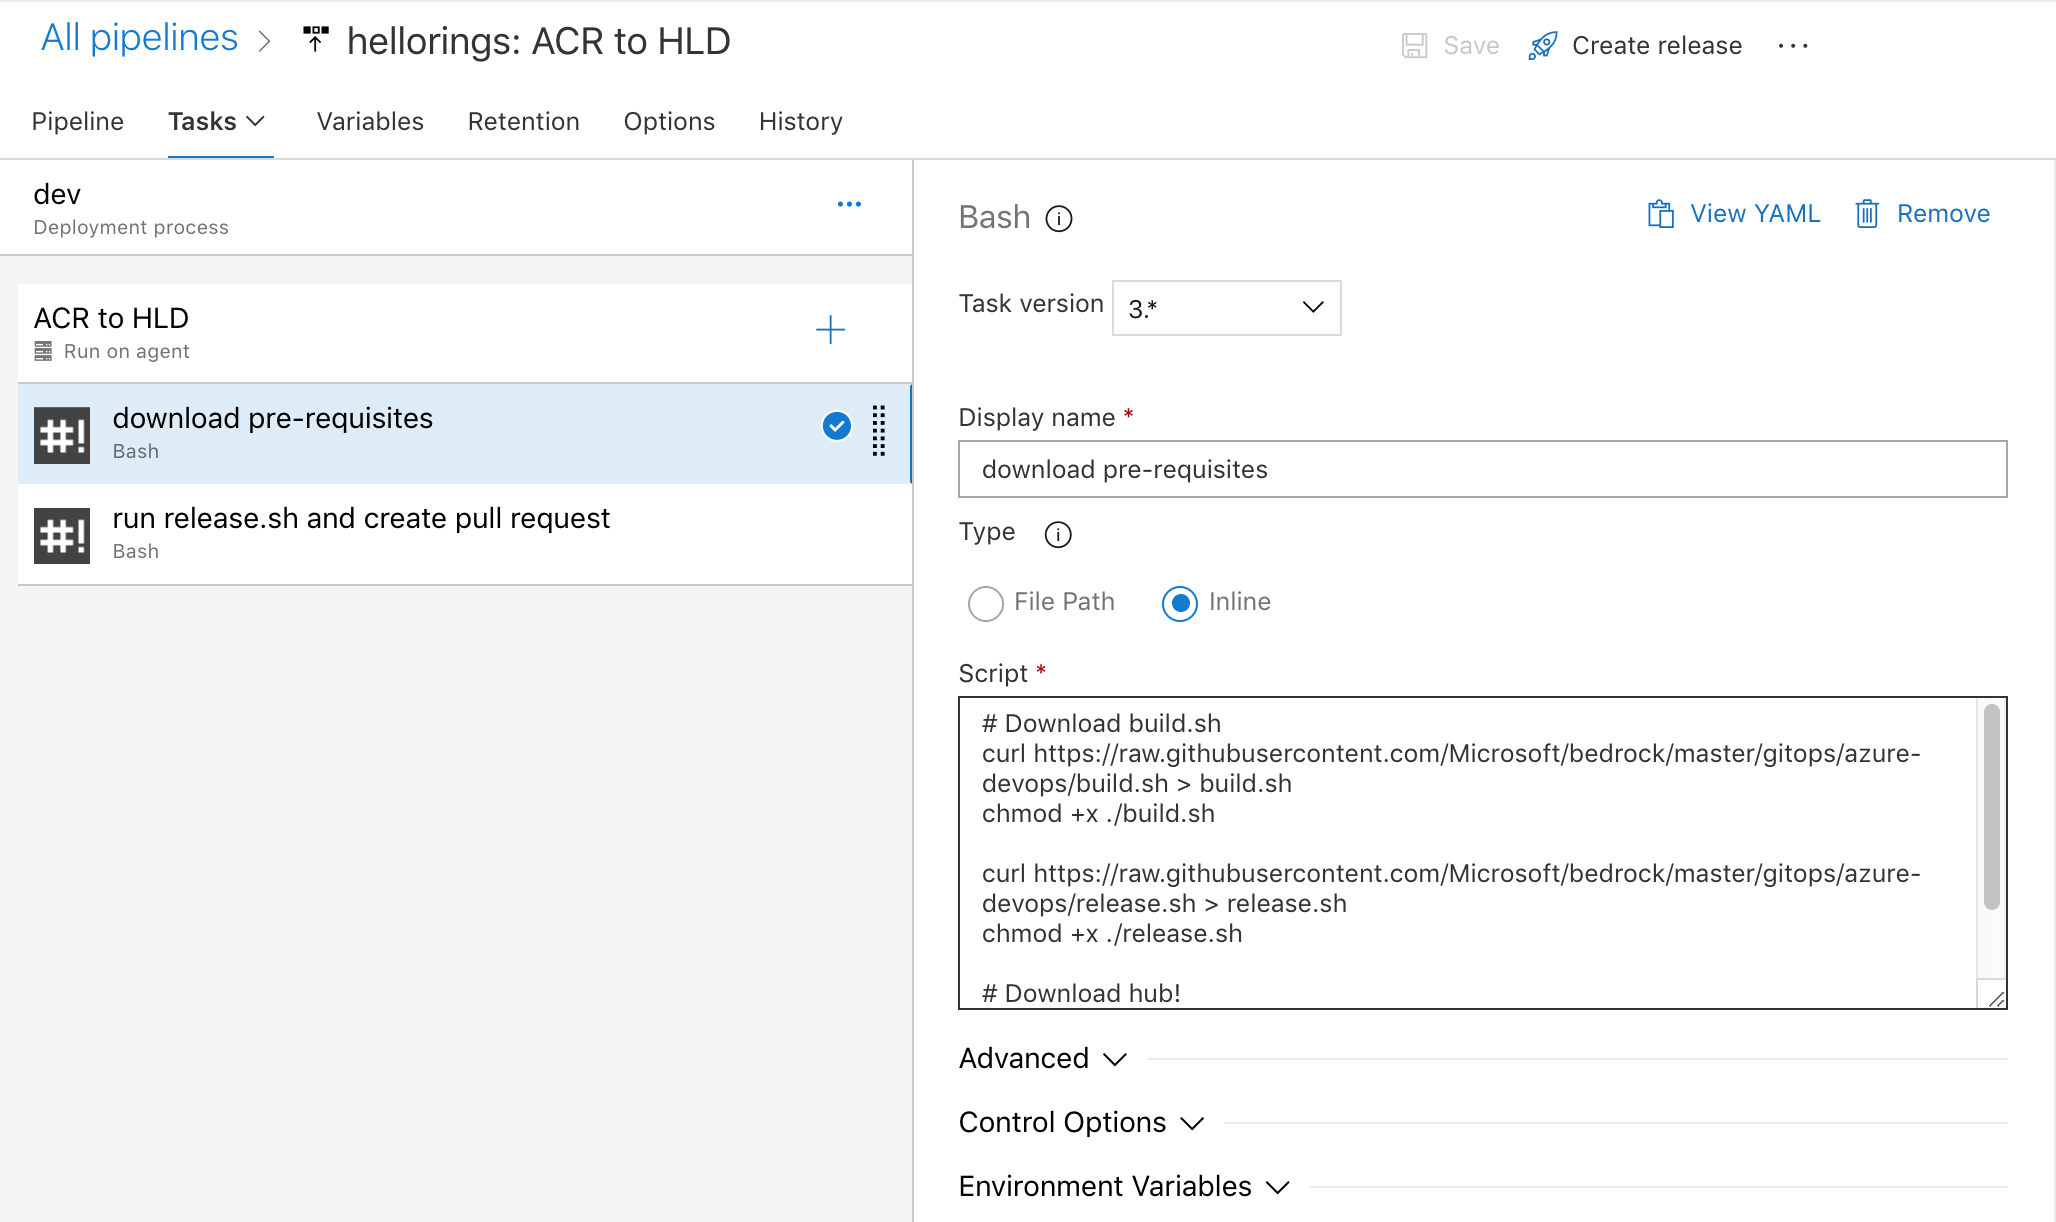 All pipelines > hellorings: ACR to HLD
Save Create release ...
Pipeline Tasks Variables Retention Options History
dev
Deployment process
ACR to HLD
Run on agent
#! download pre-requisites
Bash
#! run release.sh and create pull request
Bash
Bash
View YAML Remove
Task version 3.*
Display name *
download pre-requisites
Type
File Path Inline
Script *
# Download build.sh
curl https://raw.githubusercontent.com/Microsoft/bedrock/master/gitops/azure-
devops/build.sh > build.sh
chmod +x ./build.sh
curl https://raw.githubusercontent.com/Microsoft/bedrock/master/gitops/azure-
devops/release.sh > release.sh
chmod +x ./release.sh
# Download hub!
Advanced
Control Options
Environment Variables